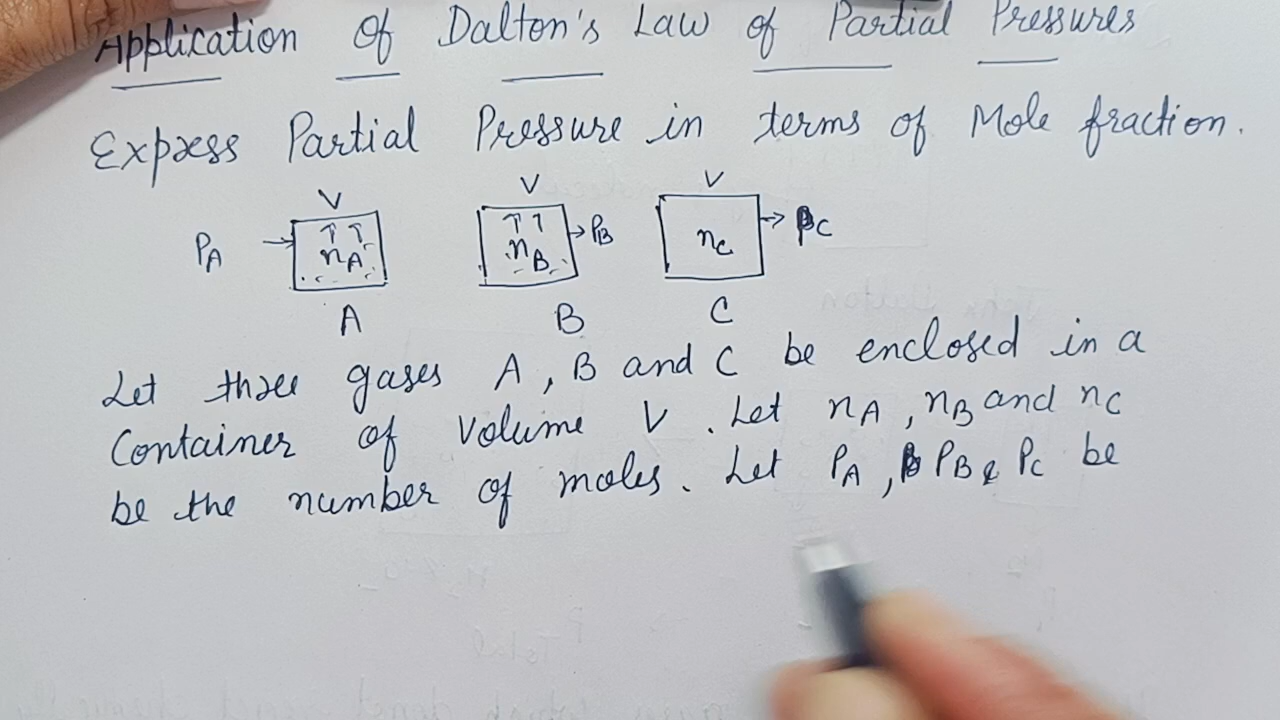 Application Of Dalton's Law of Partial Pressures
Express Partial Pressure in terms of Mole fraction.
V V V
PA nA nB PB nC PC
A B C
Let three gases A, B and C be enclosed in a
Container of Volume V. Let nA, nB and nC
be the number of moles. Let PA, PB & PC be